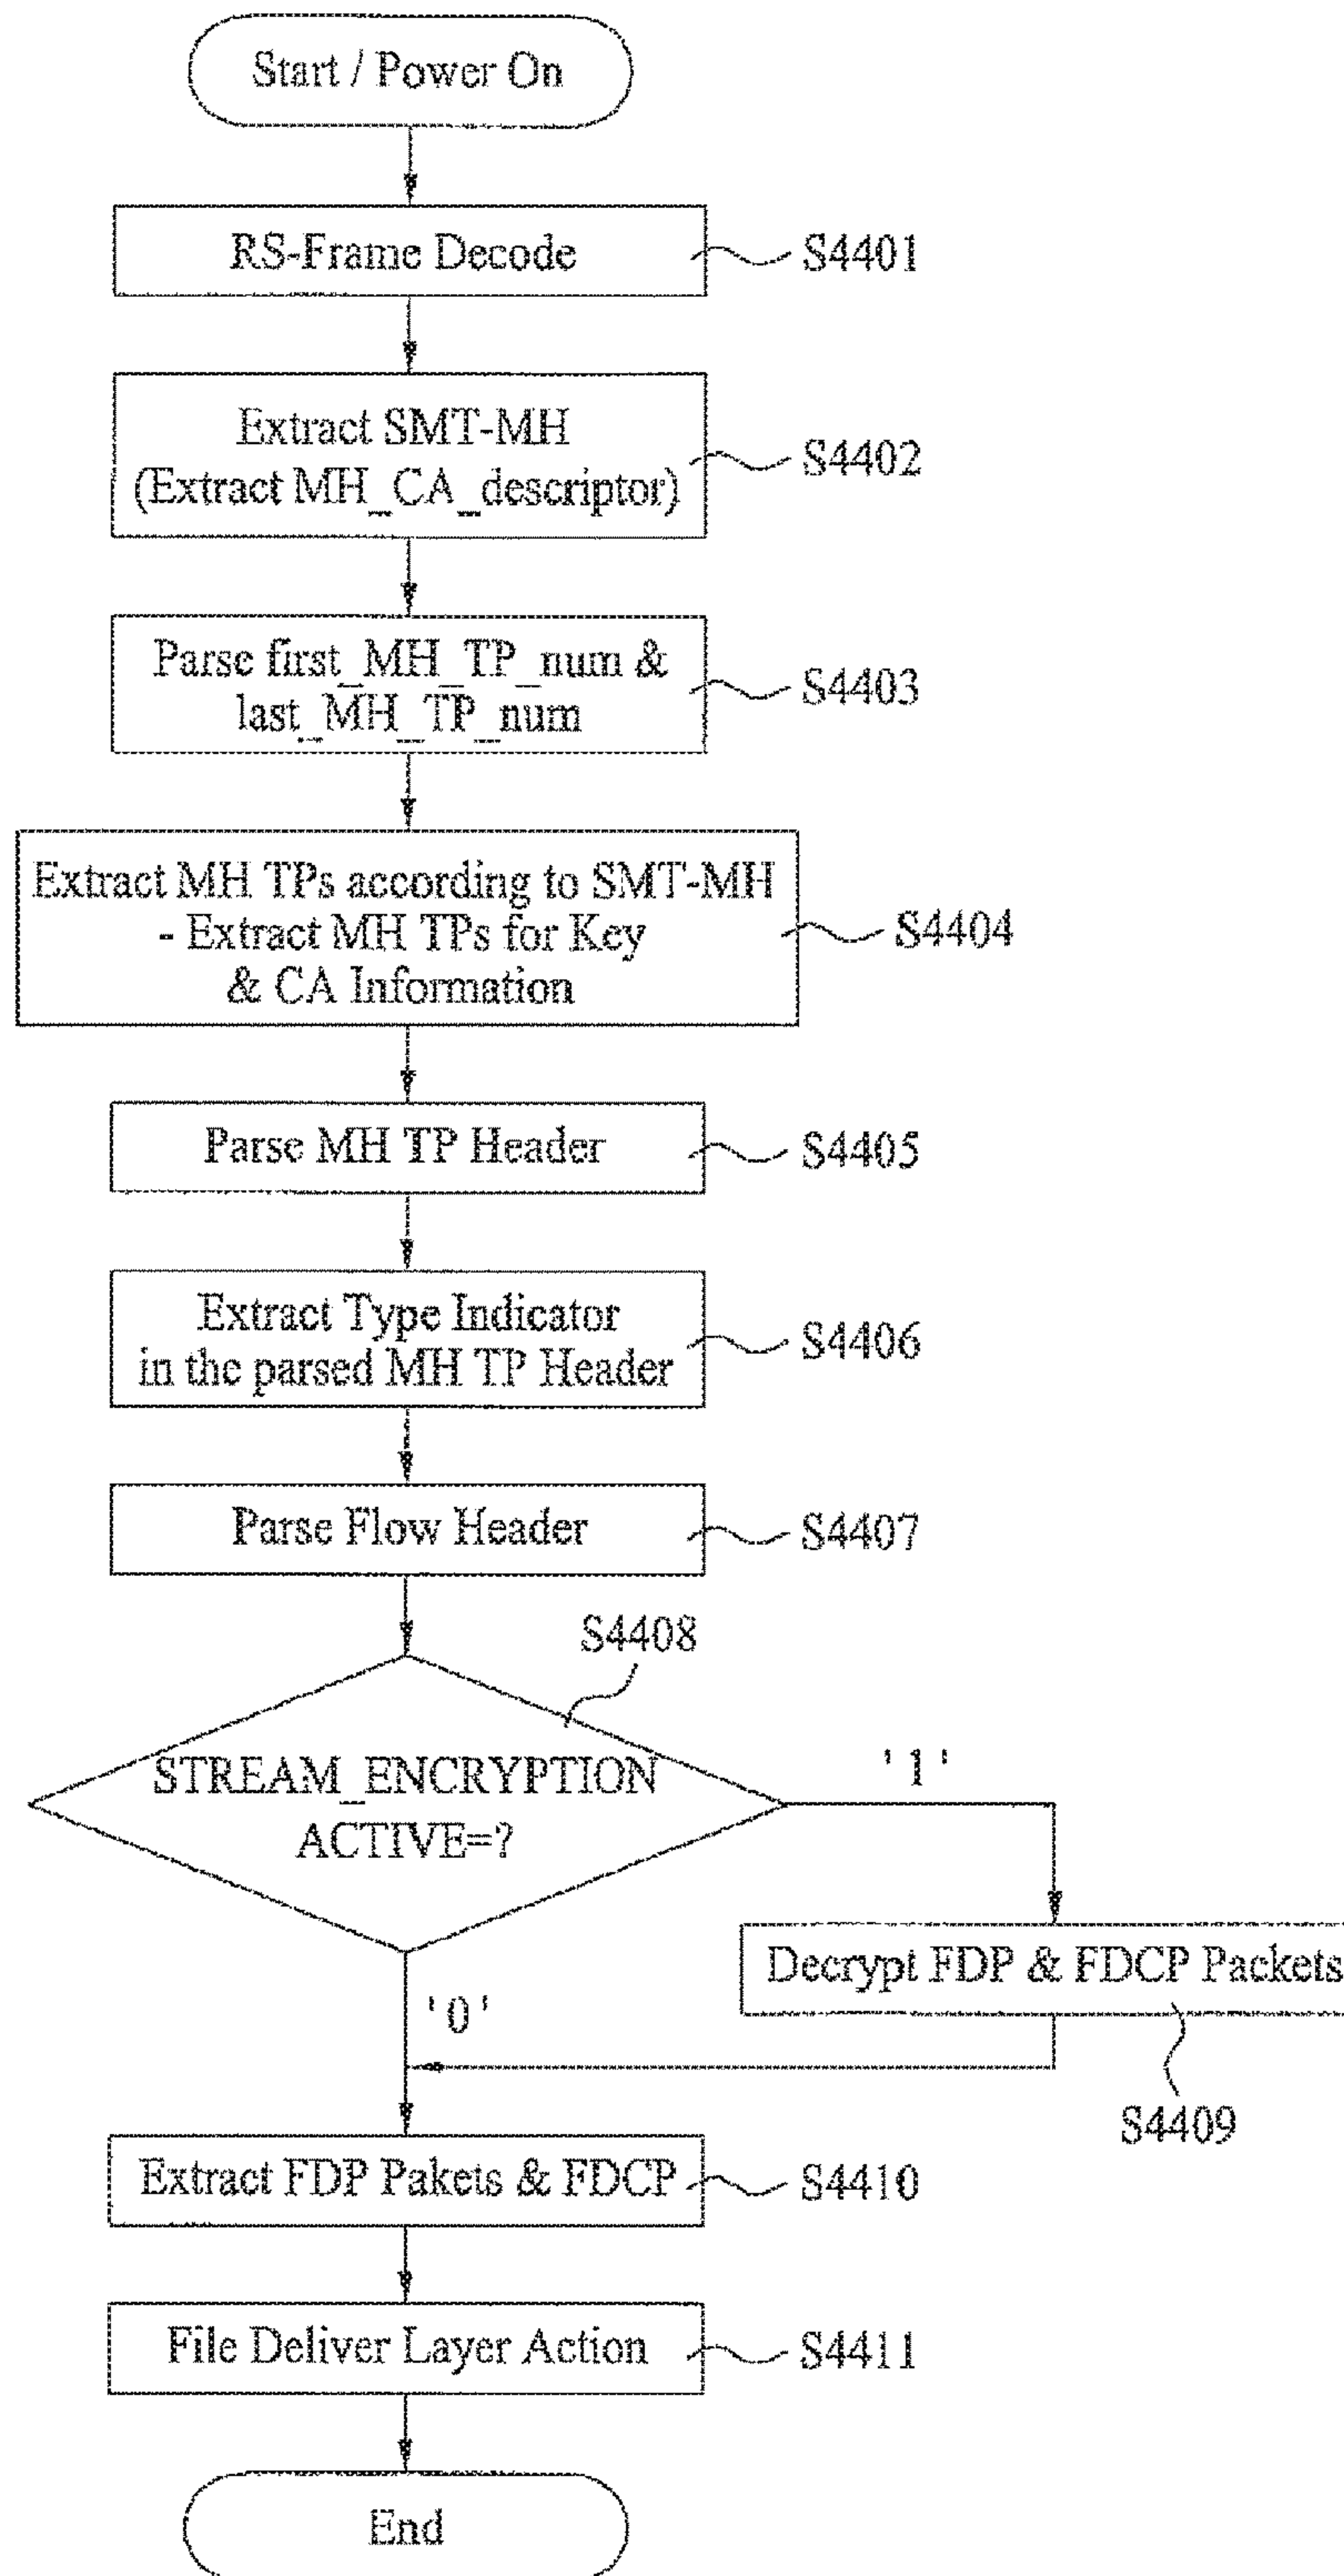 Start / Power On
RS-Frame Decode
S4401
Extract SMT-MH
(Extract MH_CA_descriptor)
S4402
Parse first_MH_TP_num &
last_MH_TP_num
S4403
Extract MH TPs according to SMT-MH
- Extract MH TPs for Key
& CA Information
S4404
Parse MH TP Header
S4405
Extract Type Indicator
in the parsed MH TP Header
S4406
Parse Flow Header
S4407
S4408
STREAM_ENCRYPTION
ACTIVE=?
'1'
Decrypt FDP & FDCP Packets
'0'
S4409
Extract FDP Pakets & FDCP
S4410
File Deliver Layer Action
S4411
End